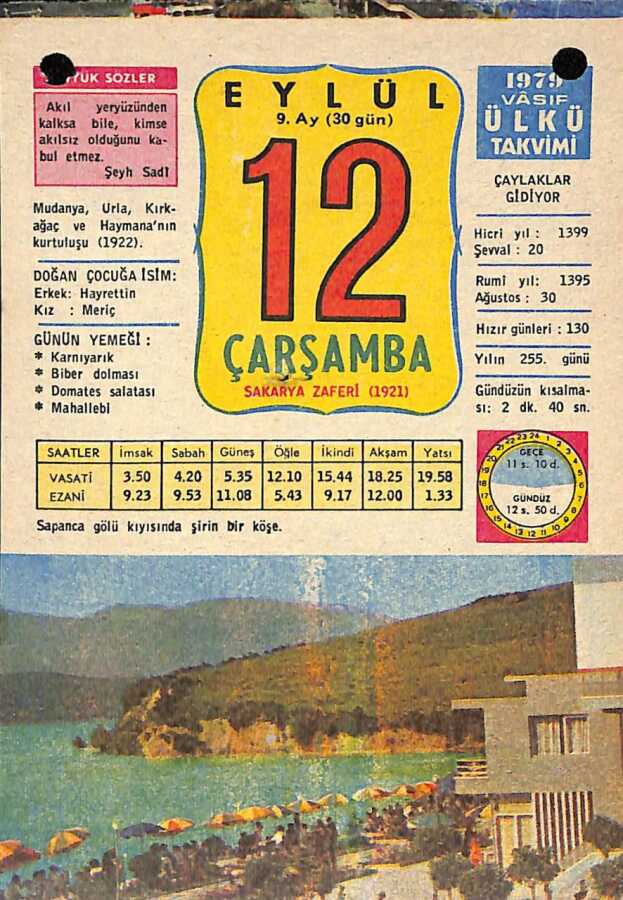 SÖZLER
Akıl yeryüzünden
kalksa bile, kimse
akılsız olduğunu ka-
bul etmez.
Şeyh Sadî
Mudanya, Urla, Kırk-
ağaç ve Haymana'nın
kurtuluşu (1922).
DOĞAN ÇOCUĞA İSİM:
Erkek: Hayrettin
Kız : Meriç
GÜNÜN YEMEĞİ :
* Karnıyarık
* Biber dolması
* Domates salatası
* Mahallebi
EYLÜL
9. Ay (30 gün)
12
ÇARŞAMBA
SAKARYA ZAFERİ (1921)
1979
VÂSIF
ÜLKÜ
TAKVİMİ
ÇAYLAKLAR
GİDİYOR
Hicri yıl : 1399
Şevval : 20
Rumî yıl: 1395
Ağustos : 30
Hızır günleri : 130
Yılın 255. günü
Gündüzün kısalma-
sı: 2 dk. 40 sn.
SAATLER İmsak Sabah Güneş Öğle İkindi Akşam Yatsı
VASATİ 3.50 4.20 5.35 12.10 15.44 18.25 19.58
EZANİ 9.23 9.53 11.08 5.43 9.17 12.00 1.33
GECE
11 s. 10 d.
GÜNDÜZ
12 s. 50 d.
Sapanca gölü kıyısında şirin bir köşe.